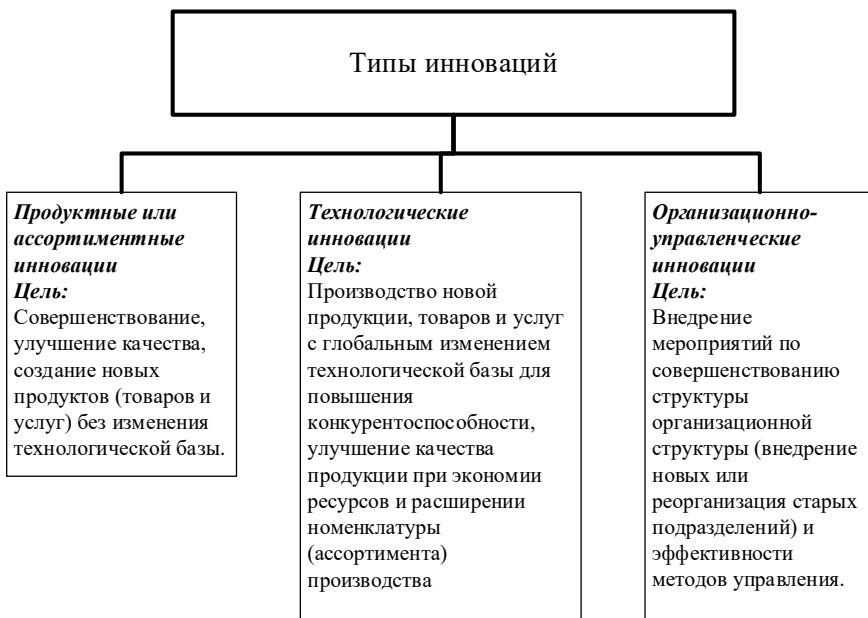 Типы инноваций
Продуктные или
ассортиментные
инновации
Цель:
Совершенствование,
улучшение качества,
создание новых
продуктов (товаров и
услуг) без изменения
технологической базы.
Технологические
инновации
Цель:
Производство новой
продукции, товаров и услуг
с глобальным изменением
технологической базы для
повышения
конкурентоспособности,
улучшение качества
продукции при экономии
ресурсов и расширении
номенклатуры
(ассортимента)
производства
Организационно-
управленческие
инновации
Цель:
Внедрение
мероприятий по
совершенствованию
структуры
организационной
структуры (внедрение
новых или
реорганизация старых
подразделений) и
эффективности
методов управления.